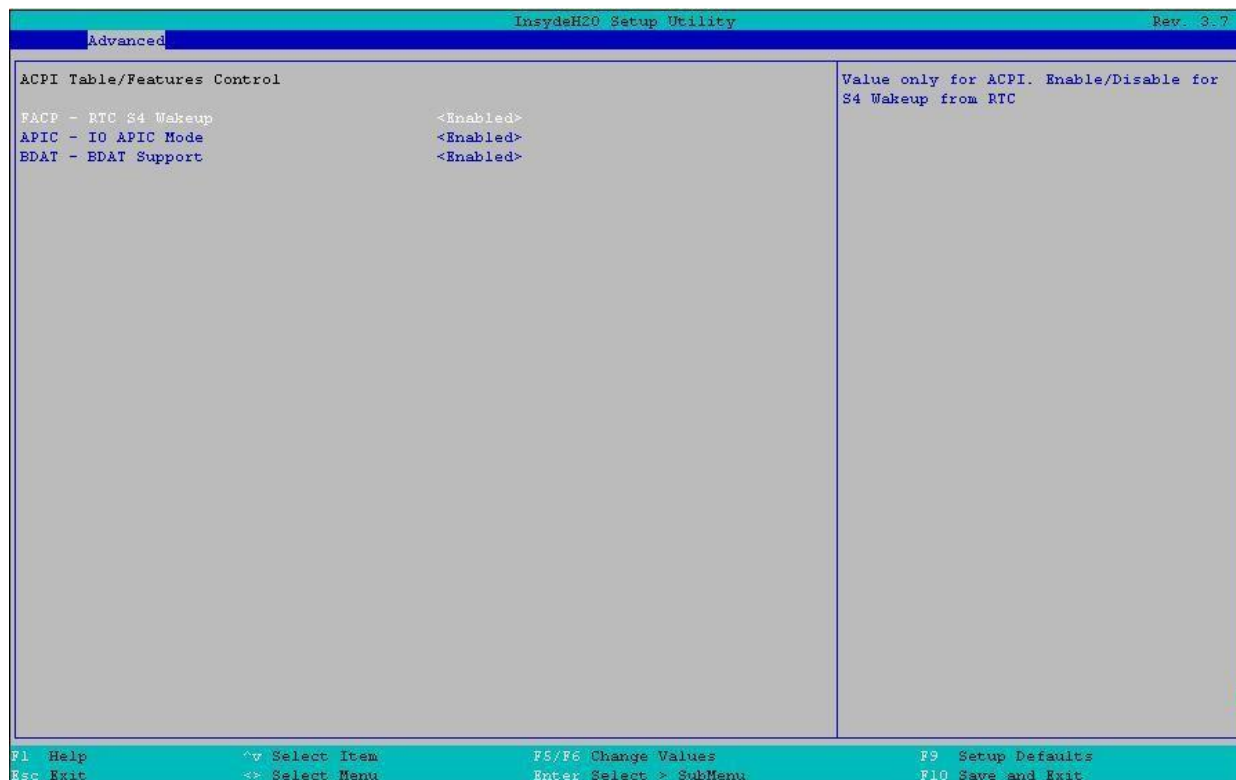 InsydeH2O Setup Utility Rev. 3.7
Advanced
ACPI Table/Features Control
FACP - RTC S4 Wakeup <Enabled>
APIC - IO APIC Mode <Enabled>
BDAT - BDAT Support <Enabled>
Value only for ACPI. Enable/Disable for
S4 Wakeup from RTC
F1 Help ^v Select Item F5/F6 Change Values F9 Setup Defaults
Esc Exit <> Select Menu Enter Select > SubMenu F10 Save and Exit